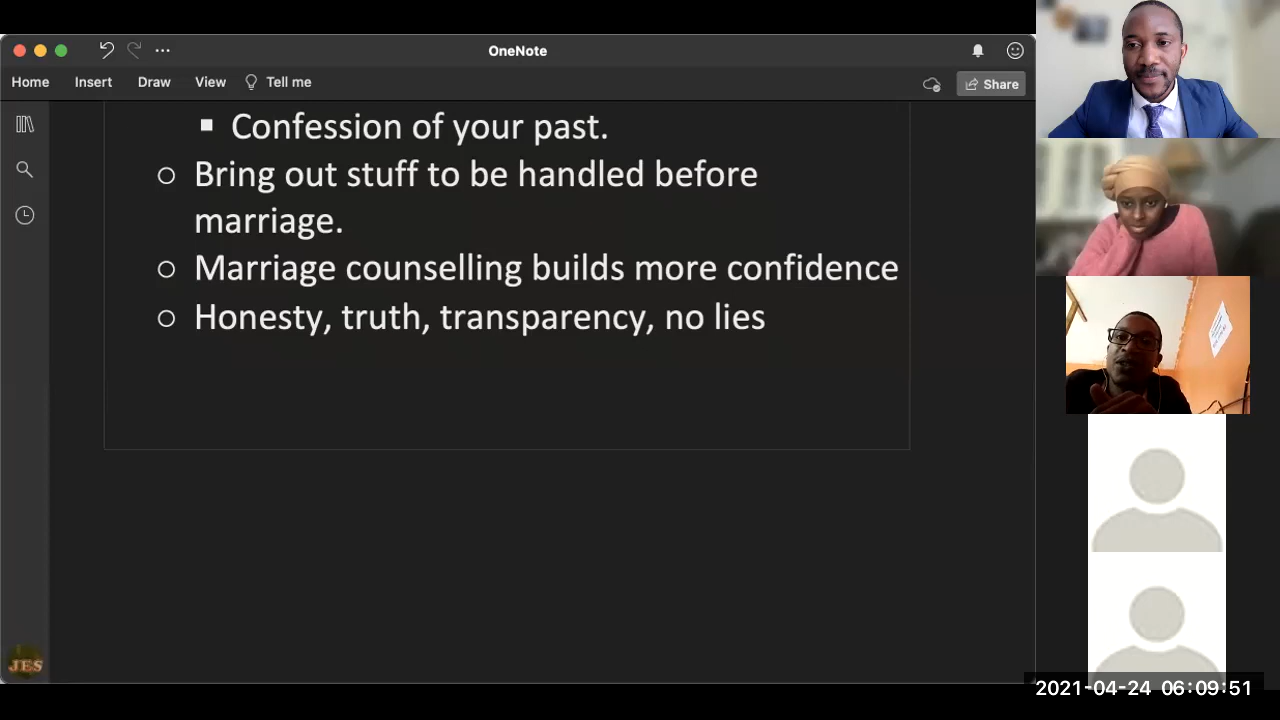 OneNote
Home Insert Draw View Tell me Share
Confession of your past.
Bring out stuff to be handled before
marriage.
Marriage counselling builds more confidence
Honesty, truth, transparency, no lies
JES
2021-04-24 06:09:51